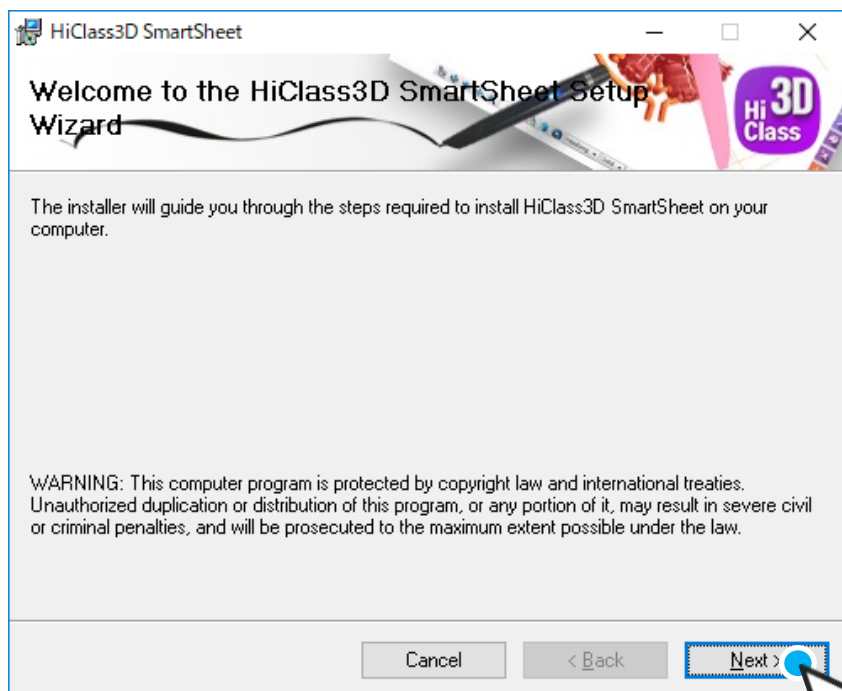 HiClass3D SmartSheet
Welcome to the HiClass3D SmartSheet Setup
Wizard
Hi 3D
Class
The installer will guide you through the steps required to install HiClass3D SmartSheet on your
computer.
WARNING: This computer program is protected by copyright law and international treaties.
Unauthorized duplication or distribution of this program, or any portion of it, may result in severe civil
or criminal penalties, and will be prosecuted to the maximum extent possible under the law.
Cancel < Back Next >